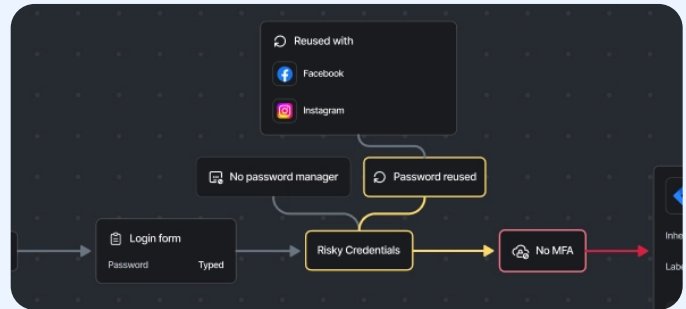 Reused with
Facebook
Instagram
No password manager
Password reused
Login form
Password Typed
Risky Credentials
No MFA